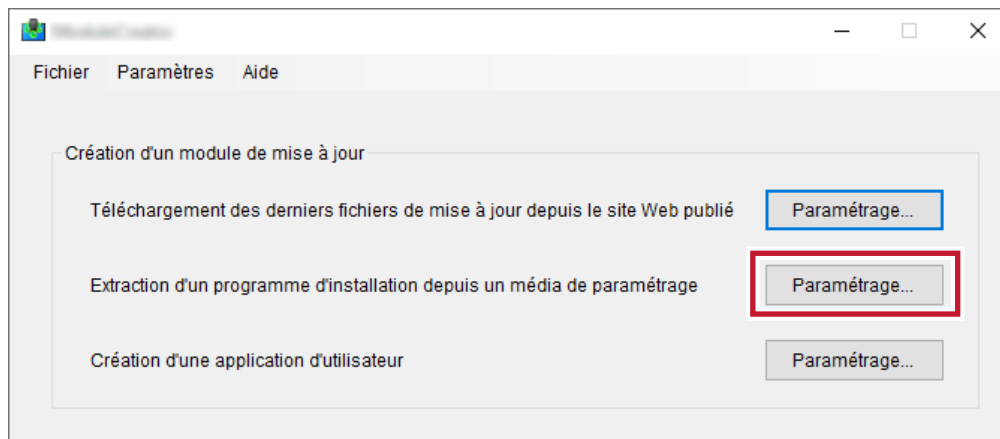 Fichier Paramètres Aide
Création d'un module de mise à jour
Téléchargement des derniers fichiers de mise à jour depuis le site Web publié Paramétrage...
Extraction d'un programme d'installation depuis un média de paramétrage Paramétrage...
Création d'une application d'utilisateur Paramétrage...